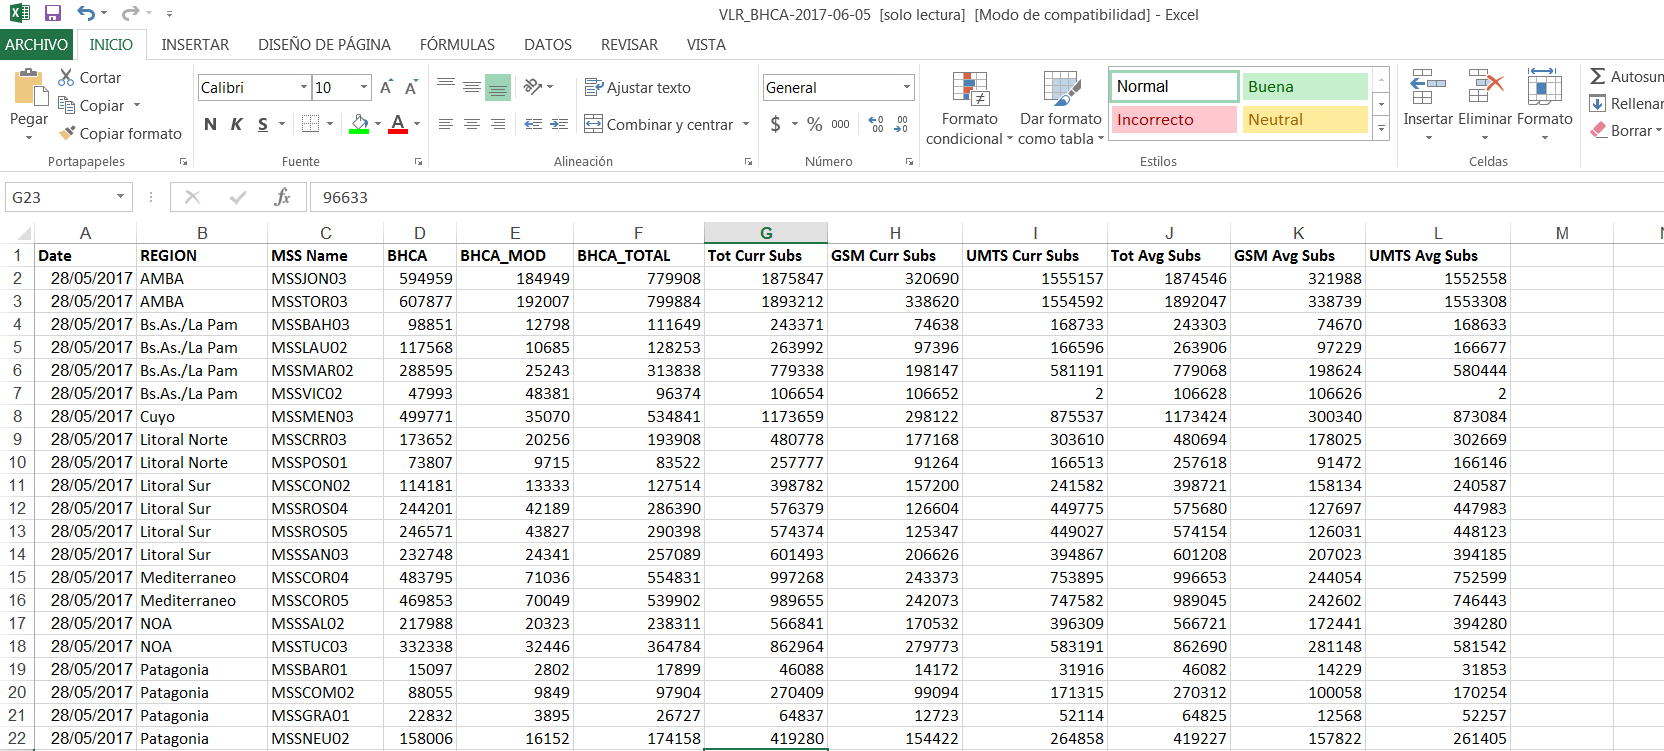 VLR_BHCA-2017-06-05 [solo lectura] [Modo de compatibilidad] - Excel
ARCHIVO INICIO INSERTAR DISEÑO DE PÁGINA FÓRMULAS DATOS REVISAR VISTA
Pegar
Cortar
Copiar
Copiar formato
Portapapeles
Calibri 10 A A
N K S A
Fuente
Ajustar texto
Combinar y centrar
Alineación
General
$ % 000 ,00 ,00
Número
Formato condicional
Dar formato como tabla
Normal Buena
Incorrecto Neutral
Estilos
Insertar Eliminar Formato
Celdas
Autosum
Rellenar
Borrar
G23 fx 96633
A B C D E F G H I J K L M
1 Date REGION MSS Name BHCA BHCA_MOD BHCA_TOTAL Tot Curr Subs GSM Curr Subs UMTS Curr Subs Tot Avg Subs GSM Avg Subs UMTS Avg Subs
2 28/05/2017 AMBA MSSJON03 594959 184949 779908 1875847 320690 1555157 1874546 321988 1552558
3 28/05/2017 AMBA MSSTOR03 607877 192007 799884 1893212 338620 1554592 1892047 338739 1553308
4 28/05/2017 Bs.As./La Pam MSSBAH03 98851 12798 111649 243371 74638 168733 243303 74670 168633
5 28/05/2017 Bs.As./La Pam MSSLAU02 117568 10685 128253 263992 97396 166596 263906 97229 166677
6 28/05/2017 Bs.As./La Pam MSSMAR02 288595 25243 313838 779338 198147 581191 779068 198624 580444
7 28/05/2017 Bs.As./La Pam MSSVIC02 47993 48381 96374 106654 106652 2 106628 106626 2
8 28/05/2017 Cuyo MSSMEN03 499771 35070 534841 1173659 298122 875537 1173424 300340 873084
9 28/05/2017 Litoral Norte MSSCRR03 173652 20256 193908 480778 177168 303610 480694 178025 302669
10 28/05/2017 Litoral Norte MSSPOS01 73807 9715 83522 257777 91264 166513 257618 91472 166146
11 28/05/2017 Litoral Sur MSSCON02 114181 13333 127514 398782 157200 241582 398721 158134 240587
12 28/05/2017 Litoral Sur MSSROS04 244201 42189 286390 576379 126604 449775 575680 127697 447983
13 28/05/2017 Litoral Sur MSSROS05 246571 43827 290398 574374 125347 449027 574154 126031 448123
14 28/05/2017 Litoral Sur MSSSAN03 232748 24341 257089 601493 206626 394867 601208 207023 394185
15 28/05/2017 Mediterraneo MSSCOR04 483795 71036 554831 997268 243373 753895 996653 244054 752599
16 28/05/2017 Mediterraneo MSSCOR05 469853 70049 539902 989655 242073 747582 989045 242602 746443
17 28/05/2017 NOA MSSSAL02 217988 20323 238311 566841 170532 396309 566721 172441 394280
18 28/05/2017 NOA MSSTUC03 332338 32446 364784 862964 279773 583191 862690 281148 581542
19 28/05/2017 Patagonia MSSBAR01 15097 2802 17899 46088 14172 31916 46082 14229 31853
20 28/05/2017 Patagonia MSSCOM02 88055 9849 97904 270409 99094 171315 270312 100058 170254
21 28/05/2017 Patagonia MSSGRA01 22832 3895 26727 64837 12723 52114 64825 12568 52257
22 28/05/2017 Patagonia MSSNEU02 158006 16152 174158 419280 154422 264858 419227 157822 261405